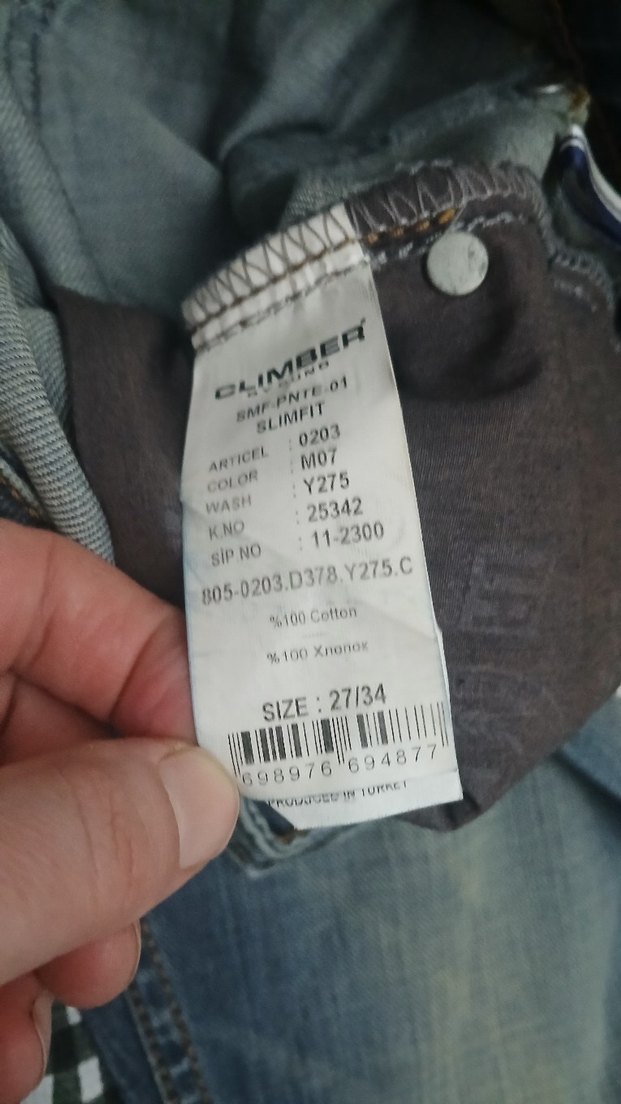 CLIMBER
SMF-PNTE-01
SLIMFIT
ARTICEL : 0203
COLOR : M07
WASH : Y275
K.NO : 25342
SİP NO : 11-2300
805-0203.D378.Y275.C
%100 Cotton
%100 Хлопок
SIZE : 27/34
698976 694877
PRODUCED IN TURKEY